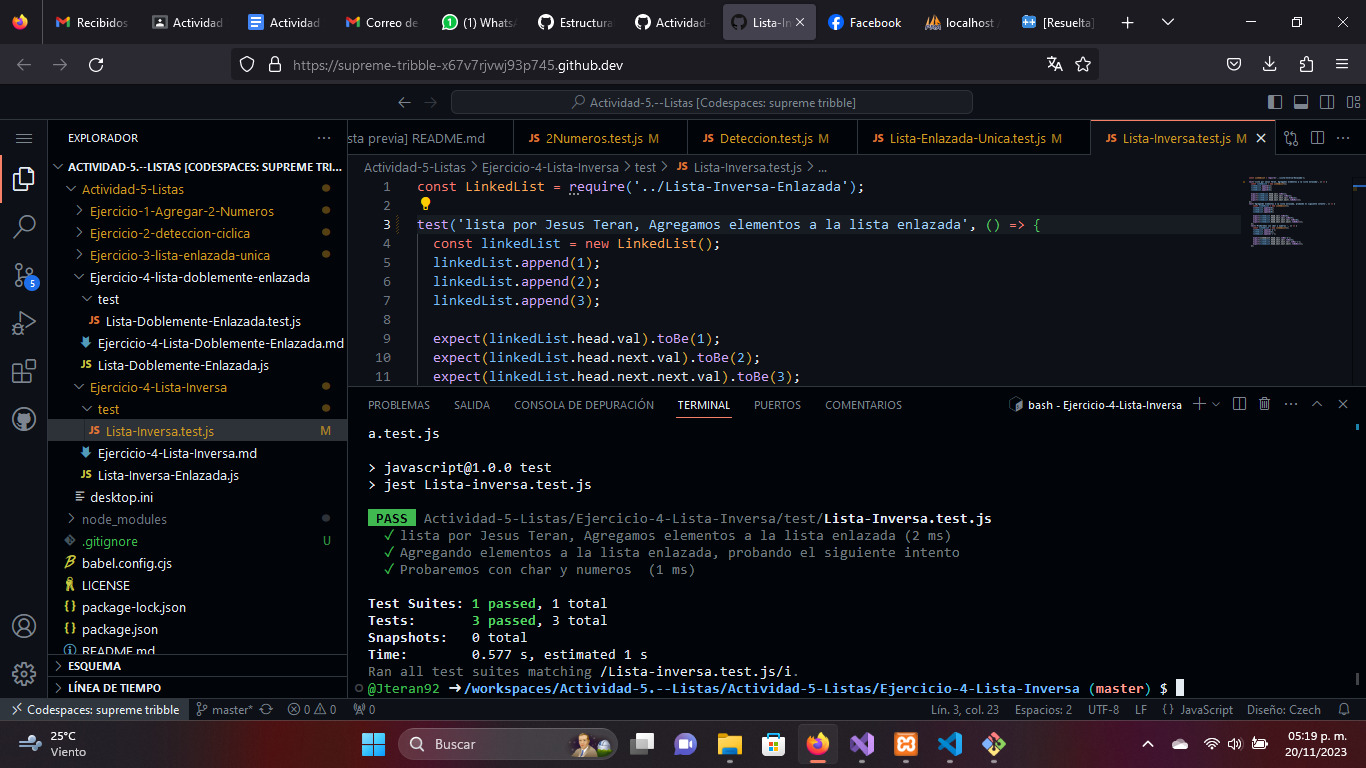 Recibidos
Actividad
Actividad
Correo de
(1) WhatsA
Estructura
Actividad-
Lista-In
Facebook
localhost /
[Resuelta]
https://supreme-tribble-x67v7rjvwj93p745.github.dev
Actividad-5.--Listas [Codespaces: supreme tribble]
EXPLORADOR
ista previa] README.md
JS 2Numeros.test.js M
JS Deteccion.test.js M
JS Lista-Enlazada-Unica.test.js M
JS Lista-Inversa.test.js M
ACTIVIDAD-5.--LISTAS [CODESPACES: SUPREME TRI...
Actividad-5-Listas
Ejercicio-1-Agregar-2-Numeros
Ejercicio-2-deteccion-ciclica
Ejercicio-3-lista-enlazada-unica
Ejercicio-4-lista-doblemente-enlazada
test
JS Lista-Doblemente-Enlazada.test.js
Ejercicio-4-Lista-Doblemente-Enlazada.md
JS Lista-Doblemente-Enlazada.js
Ejercicio-4-Lista-Inversa
test
JS Lista-Inversa.test.js M
Ejercicio-4-Lista-Inversa.md
JS Lista-Inversa-Enlazada.js
desktop.ini
node_modules
.gitignore U
babel.config.cjs
LICENSE
{} package-lock.json
{} package.json
README.md
ESQUEMA
LÍNEA DE TIEMPO
5
Actividad-5-Listas > Ejercicio-4-Lista-Inversa > test > JS Lista-Inversa.test.js > ...
1 const LinkedList = require('../Lista-Inversa-Enlazada');
2
3 test('lista por Jesus Teran, Agregamos elementos a la lista enlazada', () => {
4 const linkedList = new LinkedList();
5 linkedList.append(1);
6 linkedList.append(2);
7 linkedList.append(3);
8
9 expect(linkedList.head.val).toBe(1);
10 expect(linkedList.head.next.val).toBe(2);
11 expect(linkedList.head.next.next.val).toBe(3);
PROBLEMAS SALIDA CONSOLA DE DEPURACIÓN TERMINAL PUERTOS COMENTARIOS
bash - Ejercicio-4-Lista-Inversa
a.test.js
> javascript@1.0.0 test
> jest Lista-inversa.test.js
PASS Actividad-5-Listas/Ejercicio-4-Lista-Inversa/test/Lista-Inversa.test.js
✓ lista por Jesus Teran, Agregamos elementos a la lista enlazada (2 ms)
✓ Agregando elementos a la lista enlazada, probando el siguiente intento
✓ Probaremos con char y numeros (1 ms)
Test Suites: 1 passed, 1 total
Tests: 3 passed, 3 total
Snapshots: 0 total
Time: 0.577 s, estimated 1 s
Ran all test suites matching /Lista-inversa.test.js/i.
@Jteran92 ➜/workspaces/Actividad-5.--Listas/Actividad-5-Listas/Ejercicio-4-Lista-Inversa (master) $
Codespaces: supreme tribble master* 0 0 0
Lín. 3, col. 23 Espacios: 2 UTF-8 LF {} JavaScript Diseño: Czech
25°C
Viento
Buscar
05:19 p. m.
20/11/2023